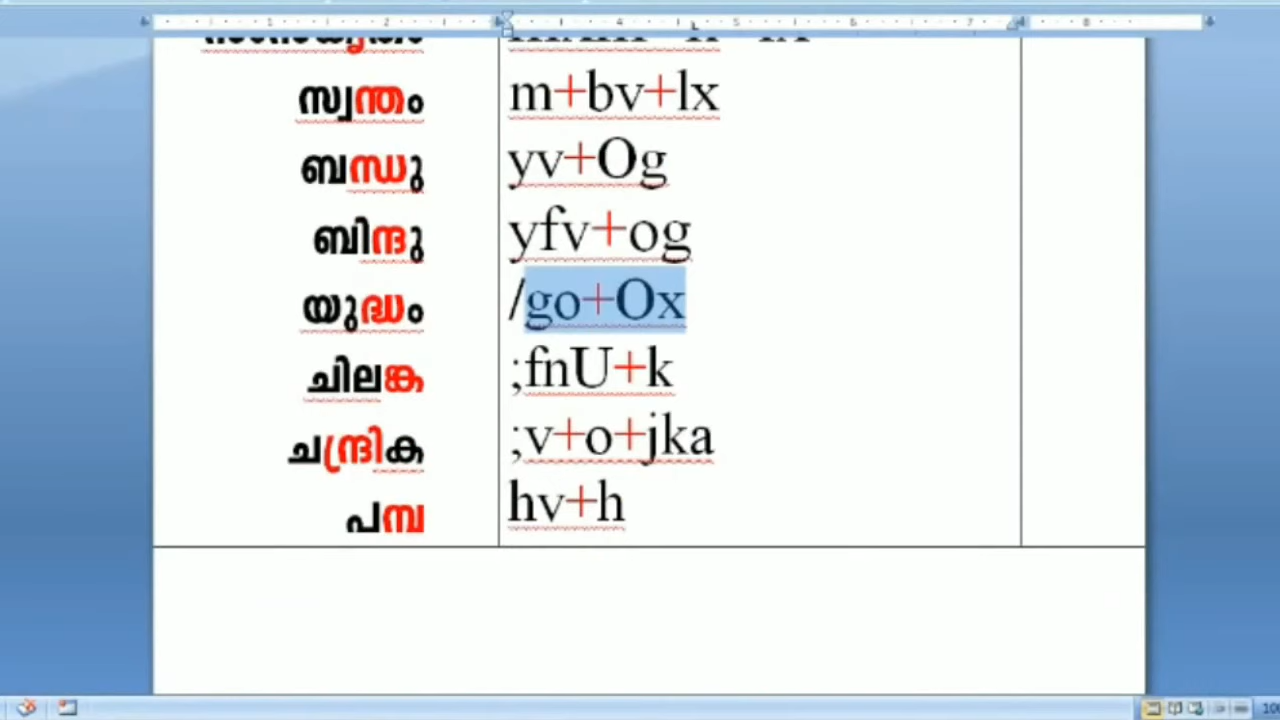 സ്വന്തം m+bv+lx
ബന്ധു yv+Og
ബിന്ദു yfv+og
യുദ്ധം /go+Ox
ചിലങ്ക ;fnU+k
ചന്ദ്രിക ;v+o+jka
പമ്പ hv+h